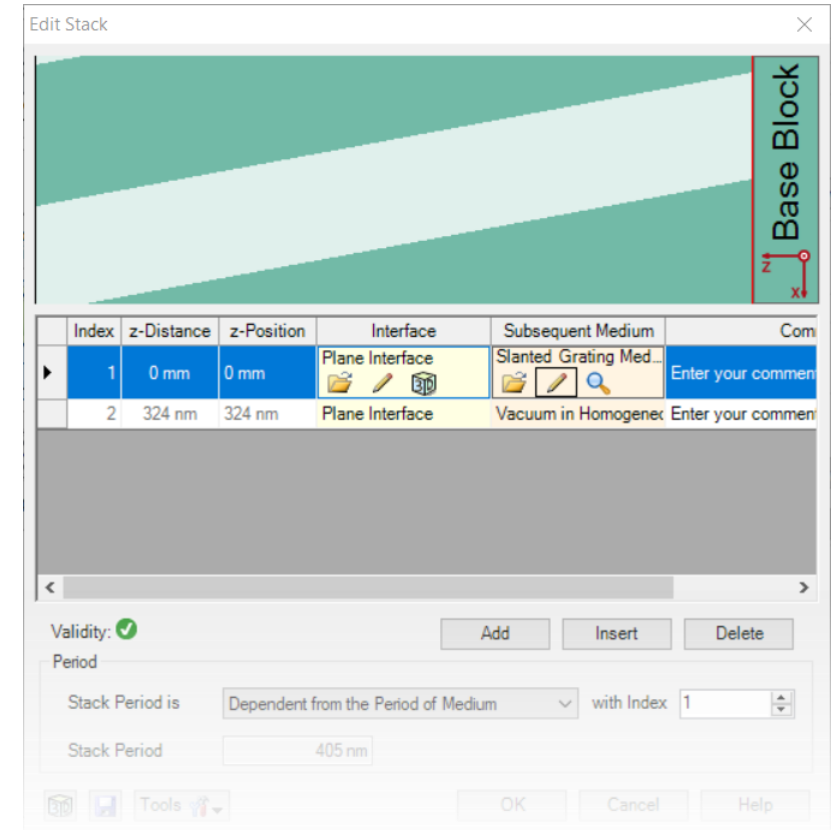 Edit Stack
Base Block
z
x
Index z-Distance z-Position Interface Subsequent Medium Com
1 0 mm 0 mm Plane Interface Slanted Grating Med... Enter your commen
2 324 nm 324 nm Plane Interface Vacuum in Homogenec Enter your commen
Validity:
Add Insert Delete
Period
Stack Period is Dependent from the Period of Medium with Index 1
Stack Period 405 nm
Tools OK Cancel Help